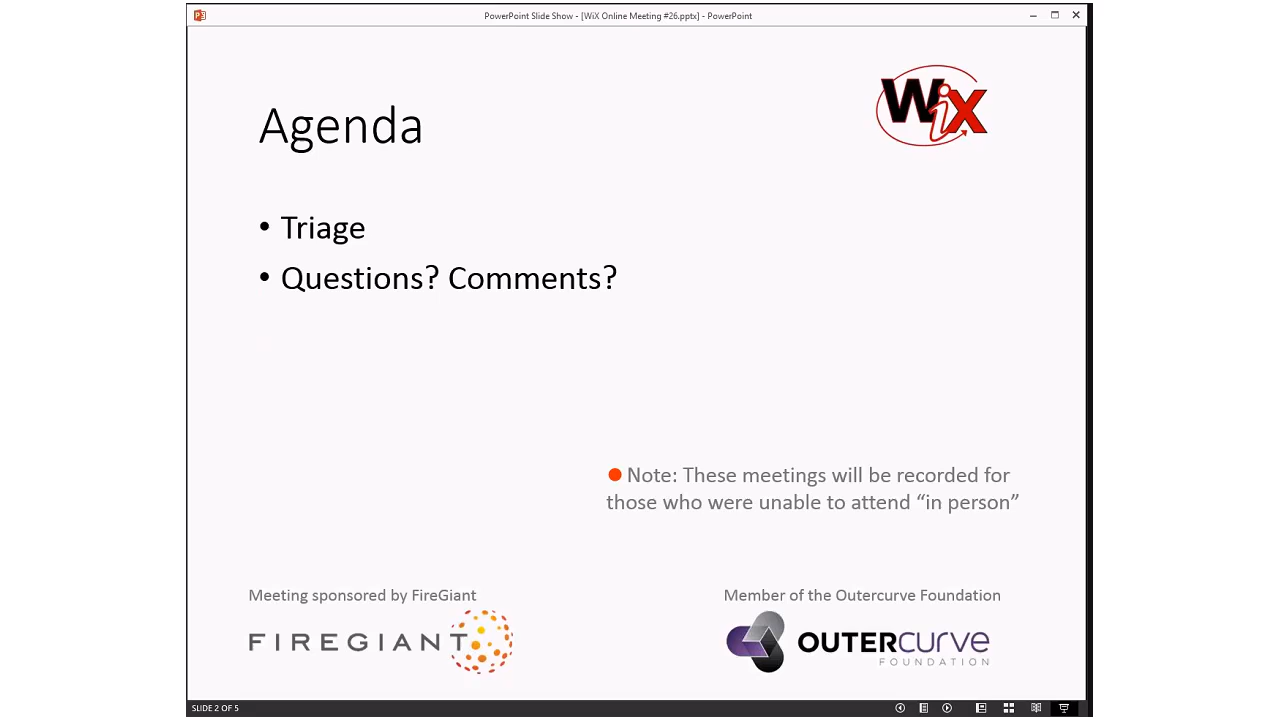 PowerPoint Slide Show - [WiX Online Meeting #26.pptx] - PowerPoint
WiX
Agenda
• Triage
• Questions? Comments?
Note: These meetings will be recorded for
those who were unable to attend “in person”
Meeting sponsored by FireGiant
FIREGIANT
Member of the Outercurve Foundation
OUTERCURVE
FOUNDATION
SLIDE 2 OF 5